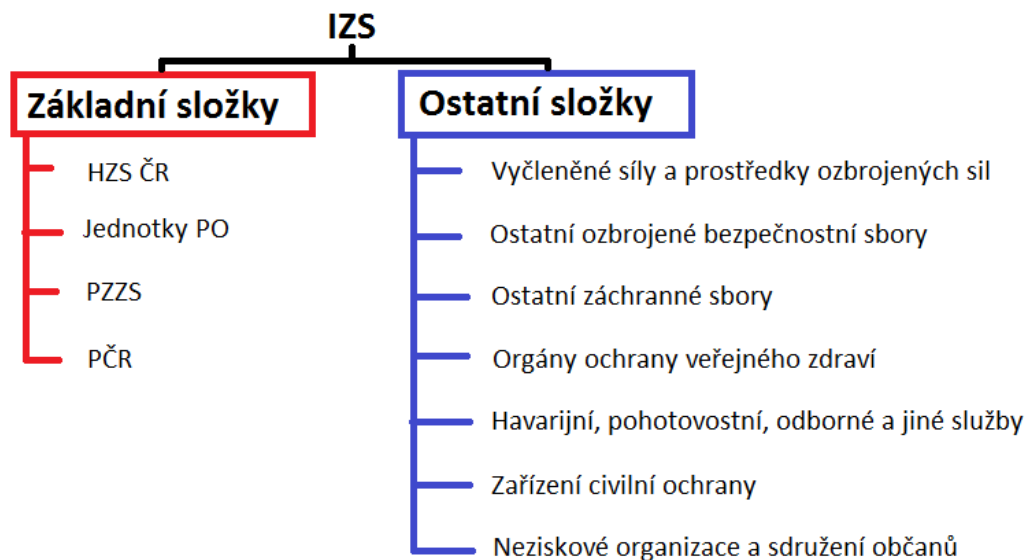 IZS
Základní složky
HZS ČR
Jednotky PO
PZZS
PČR
Ostatní složky
Vyčleněné síly a prostředky ozbrojených sil
Ostatní ozbrojené bezpečnostní sbory
Ostatní záchranné sbory
Orgány ochrany veřejného zdraví
Havarijní, pohotovostní, odborné a jiné služby
Zařízení civilní ochrany
Neziskové organizace a sdružení občanů